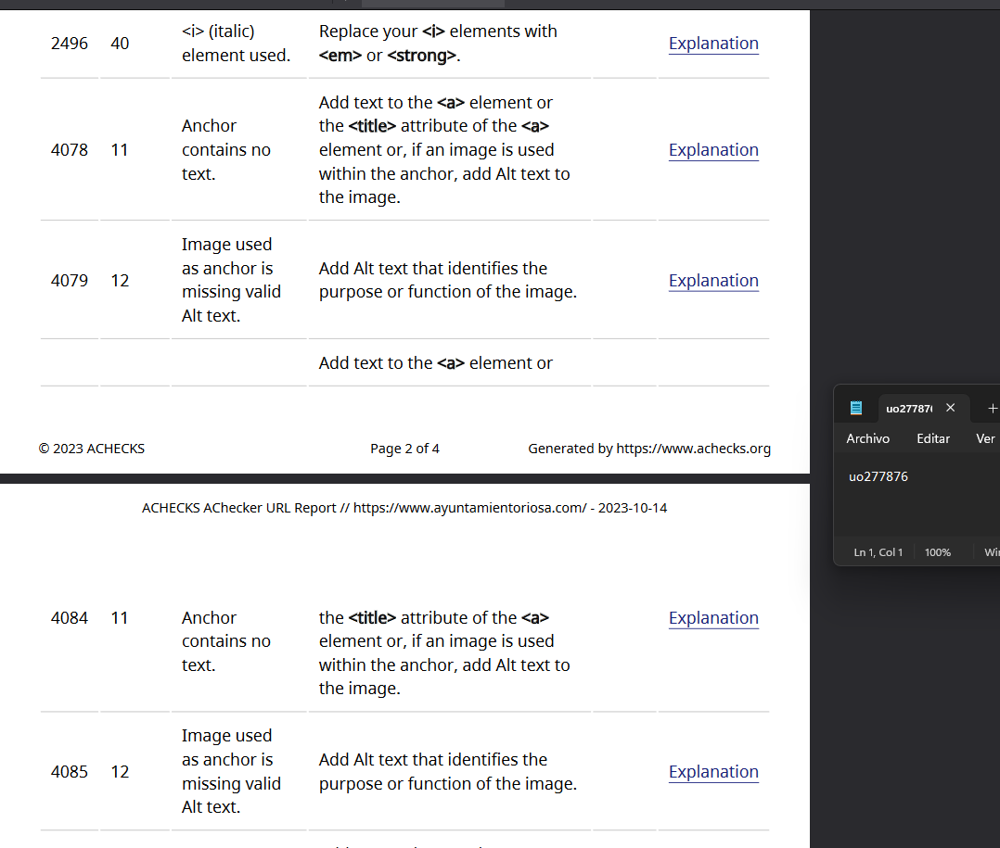 <i> (italic)
element used.
2496
40
Replace your <i> elements with
<em> or <strong>.
Explanation
4078
11
Anchor
contains no
text.
Add text to the <a> element or
the <title> attribute of the <a>
element or, if an image is used
within the anchor, add Alt text to
the image.
Explanation
4079
12
Image used
as anchor is
missing valid
Alt text.
Add Alt text that identifies the
purpose or function of the image.
Explanation
Add text to the <a> element or
© 2023 ACHECKS
Page 2 of 4
Generated by https://www.achecks.org
ACHECKS AChecker URL Report // https://www.ayuntamientoriosa.com/ - 2023-10-14
4084
11
Anchor
contains no
text.
the <title> attribute of the <a>
element or, if an image is used
within the anchor, add Alt text to
the image.
Explanation
4085
12
Image used
as anchor is
missing valid
Alt text.
Add Alt text that identifies the
purpose or function of the image.
Explanation
uo27787
Archivo Editar Ver
uo277876
Ln 1, Col 1 100%